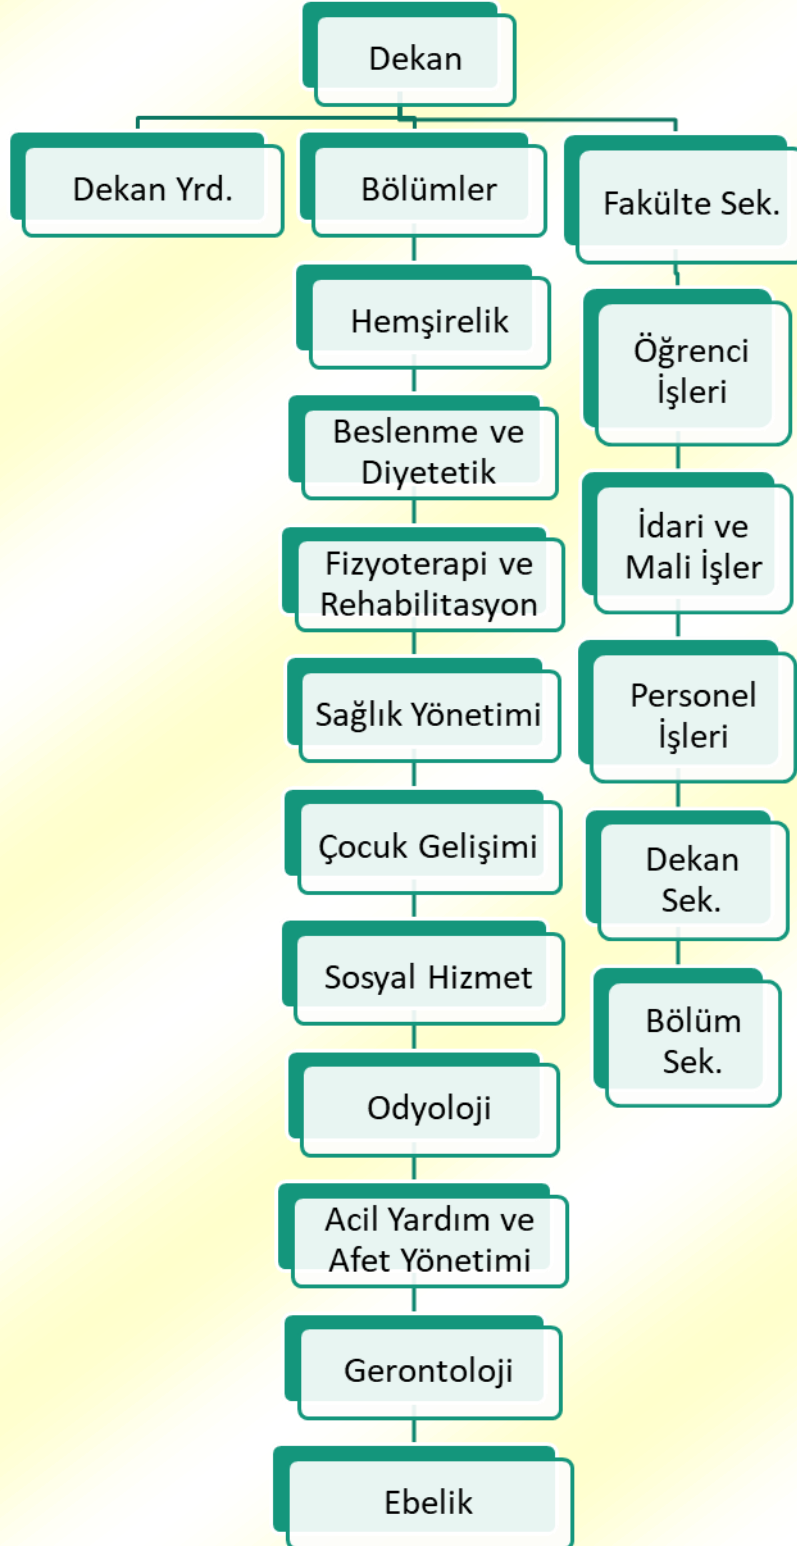 Dekan
Dekan Yrd.
Bölümler
Fakülte Sek.
Hemşirelik
Beslenme ve
Diyetetik
Fizyoterapi ve
Rehabilitasyon
Sağlık Yönetimi
Çocuk Gelişimi
Sosyal Hizmet
Odyoloji
Acil Yardım ve
Afet Yönetimi
Gerontoloji
Ebelik
Öğrenci
İşleri
İdari ve
Mali İşler
Personel
İşleri
Dekan
Sek.
Bölüm
Sek.